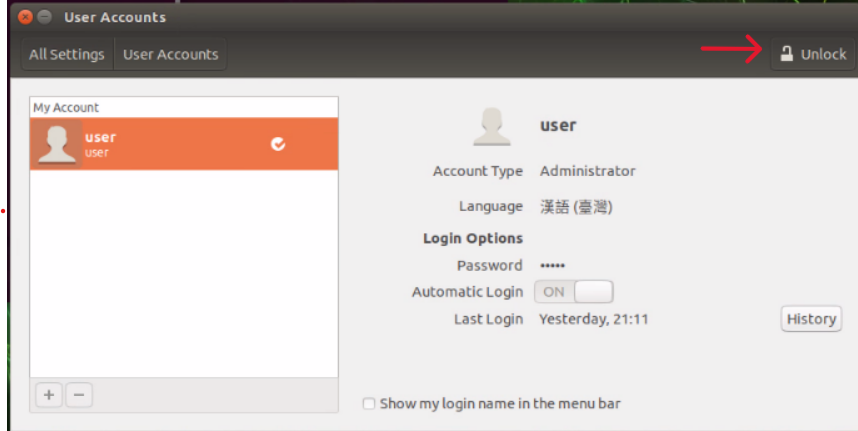 User Accounts
All Settings User Accounts
Unlock
My Account
user
user
user
Account Type Administrator
Language 漢語 (臺灣)
Login Options
Password •••••
Automatic Login ON
Last Login Yesterday, 21:11
History
+ −
Show my login name in the menu bar